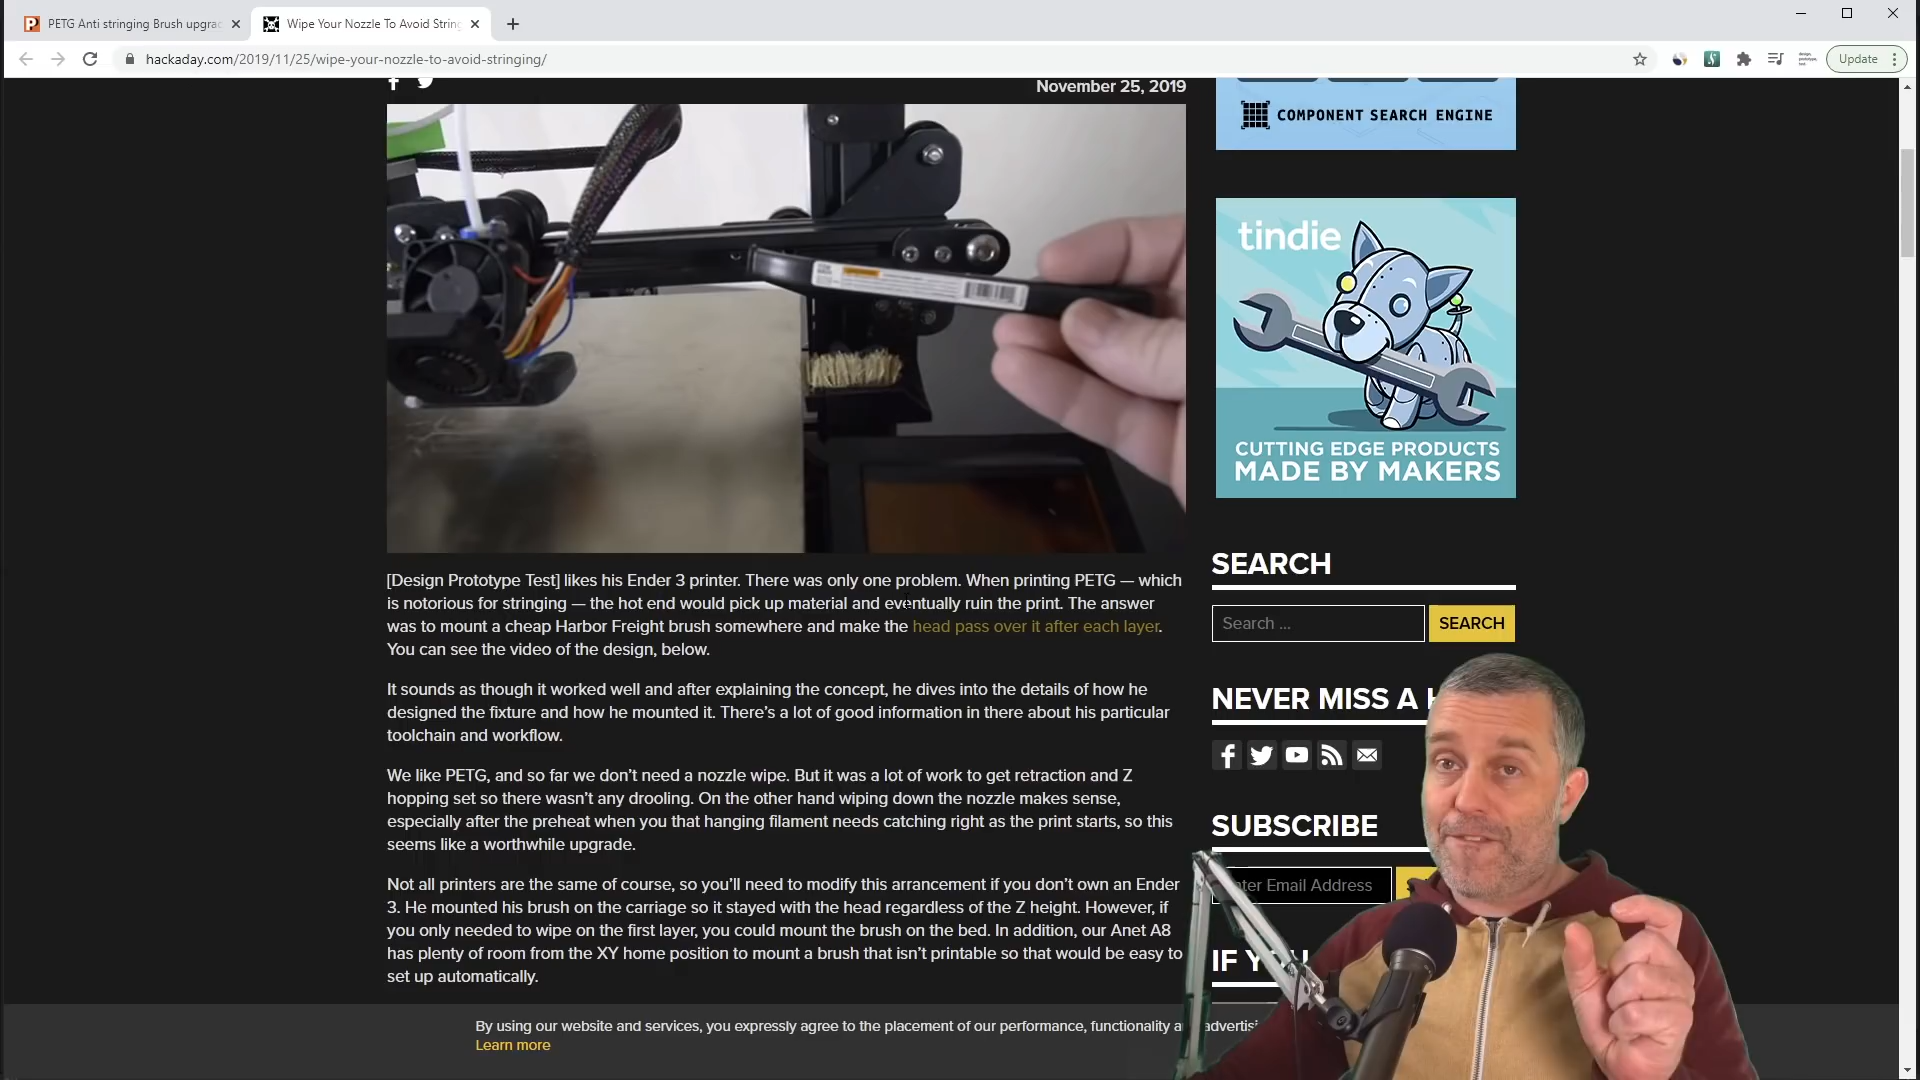 PETG Anti stringing Brush upgrad
Wipe Your Nozzle To Avoid String
hackaday.com/2019/11/25/wipe-your-nozzle-to-avoid-stringing/
Update
November 25, 2019
COMPONENT SEARCH ENGINE
tindie
CUTTING EDGE PRODUCTS
MADE BY MAKERS
[Design Prototype Test] likes his Ender 3 printer. There was only one problem. When printing PETG — which
is notorious for stringing — the hot end would pick up material and eventually ruin the print. The answer
was to mount a cheap Harbor Freight brush somewhere and make the head pass over it after each layer.
You can see the video of the design, below.
It sounds as though it worked well and after explaining the concept, he dives into the details of how he
designed the fixture and how he mounted it. There's a lot of good information in there about his particular
toolchain and workflow.
We like PETG, and so far we don't need a nozzle wipe. But it was a lot of work to get retraction and Z
hopping set so there wasn't any drooling. On the other hand wiping down the nozzle makes sense,
especially after the preheat when you that hanging filament needs catching right as the print starts, so this
seems like a worthwhile upgrade.
Not all printers are the same of course, so you'll need to modify this arrangement if you don't own an Ender
3. He mounted his brush on the carriage so it stayed with the head regardless of the Z height. However, if
you only needed to wipe on the first layer, you could mount the brush on the bed. In addition, our Anet A8
has plenty of room from the XY home position to mount a brush that isn't printable so that would be easy to
set up automatically.
SEARCH
Search ...
SEARCH
NEVER MISS A H
SUBSCRIBE
nter Email Address
IF YOU
By using our website and services, you expressly agree to the placement of our performance, functionality a advertisi
Learn more